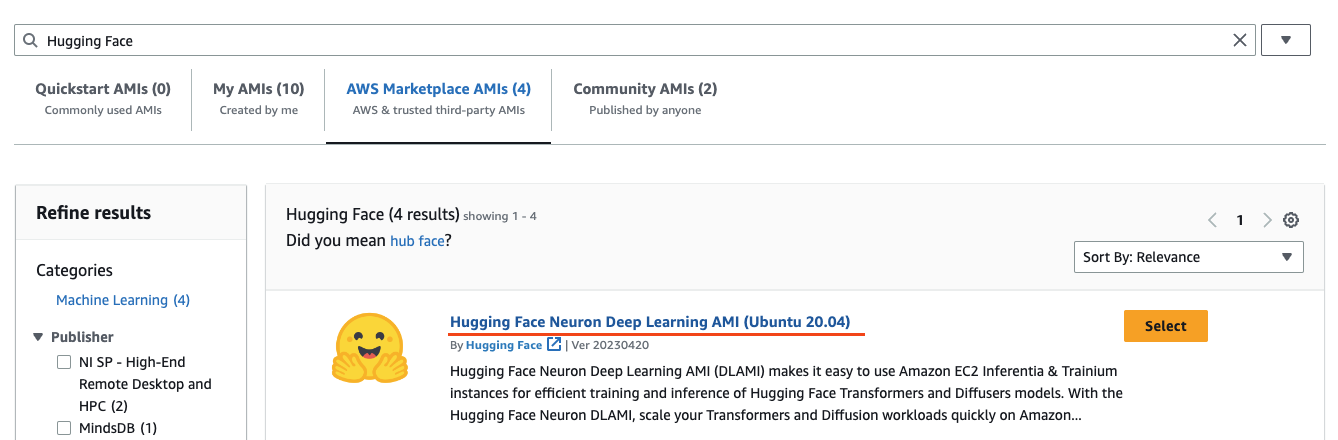 Hugging Face
Quickstart AMIs (0)
Commonly used AMIs
My AMIs (10)
Created by me
AWS Marketplace AMIs (4)
AWS & trusted third-party AMIs
Community AMIs (2)
Published by anyone
Refine results
Categories
Machine Learning (4)
Publisher
NI SP - High-End
Remote Desktop and
HPC (2)
MindsDB (1)
Hugging Face (4 results) showing 1 - 4
Did you mean hub face?
1
Sort By: Relevance
Hugging Face Neuron Deep Learning AMI (Ubuntu 20.04)
By Hugging Face | Ver 20230420
Hugging Face Neuron Deep Learning AMI (DLAMI) makes it easy to use Amazon EC2 Inferentia & Trainium
instances for efficient training and inference of Hugging Face Transformers and Diffusers models. With the
Hugging Face Neuron DLAMI, scale your Transformers and Diffusion workloads quickly on Amazon...
Select